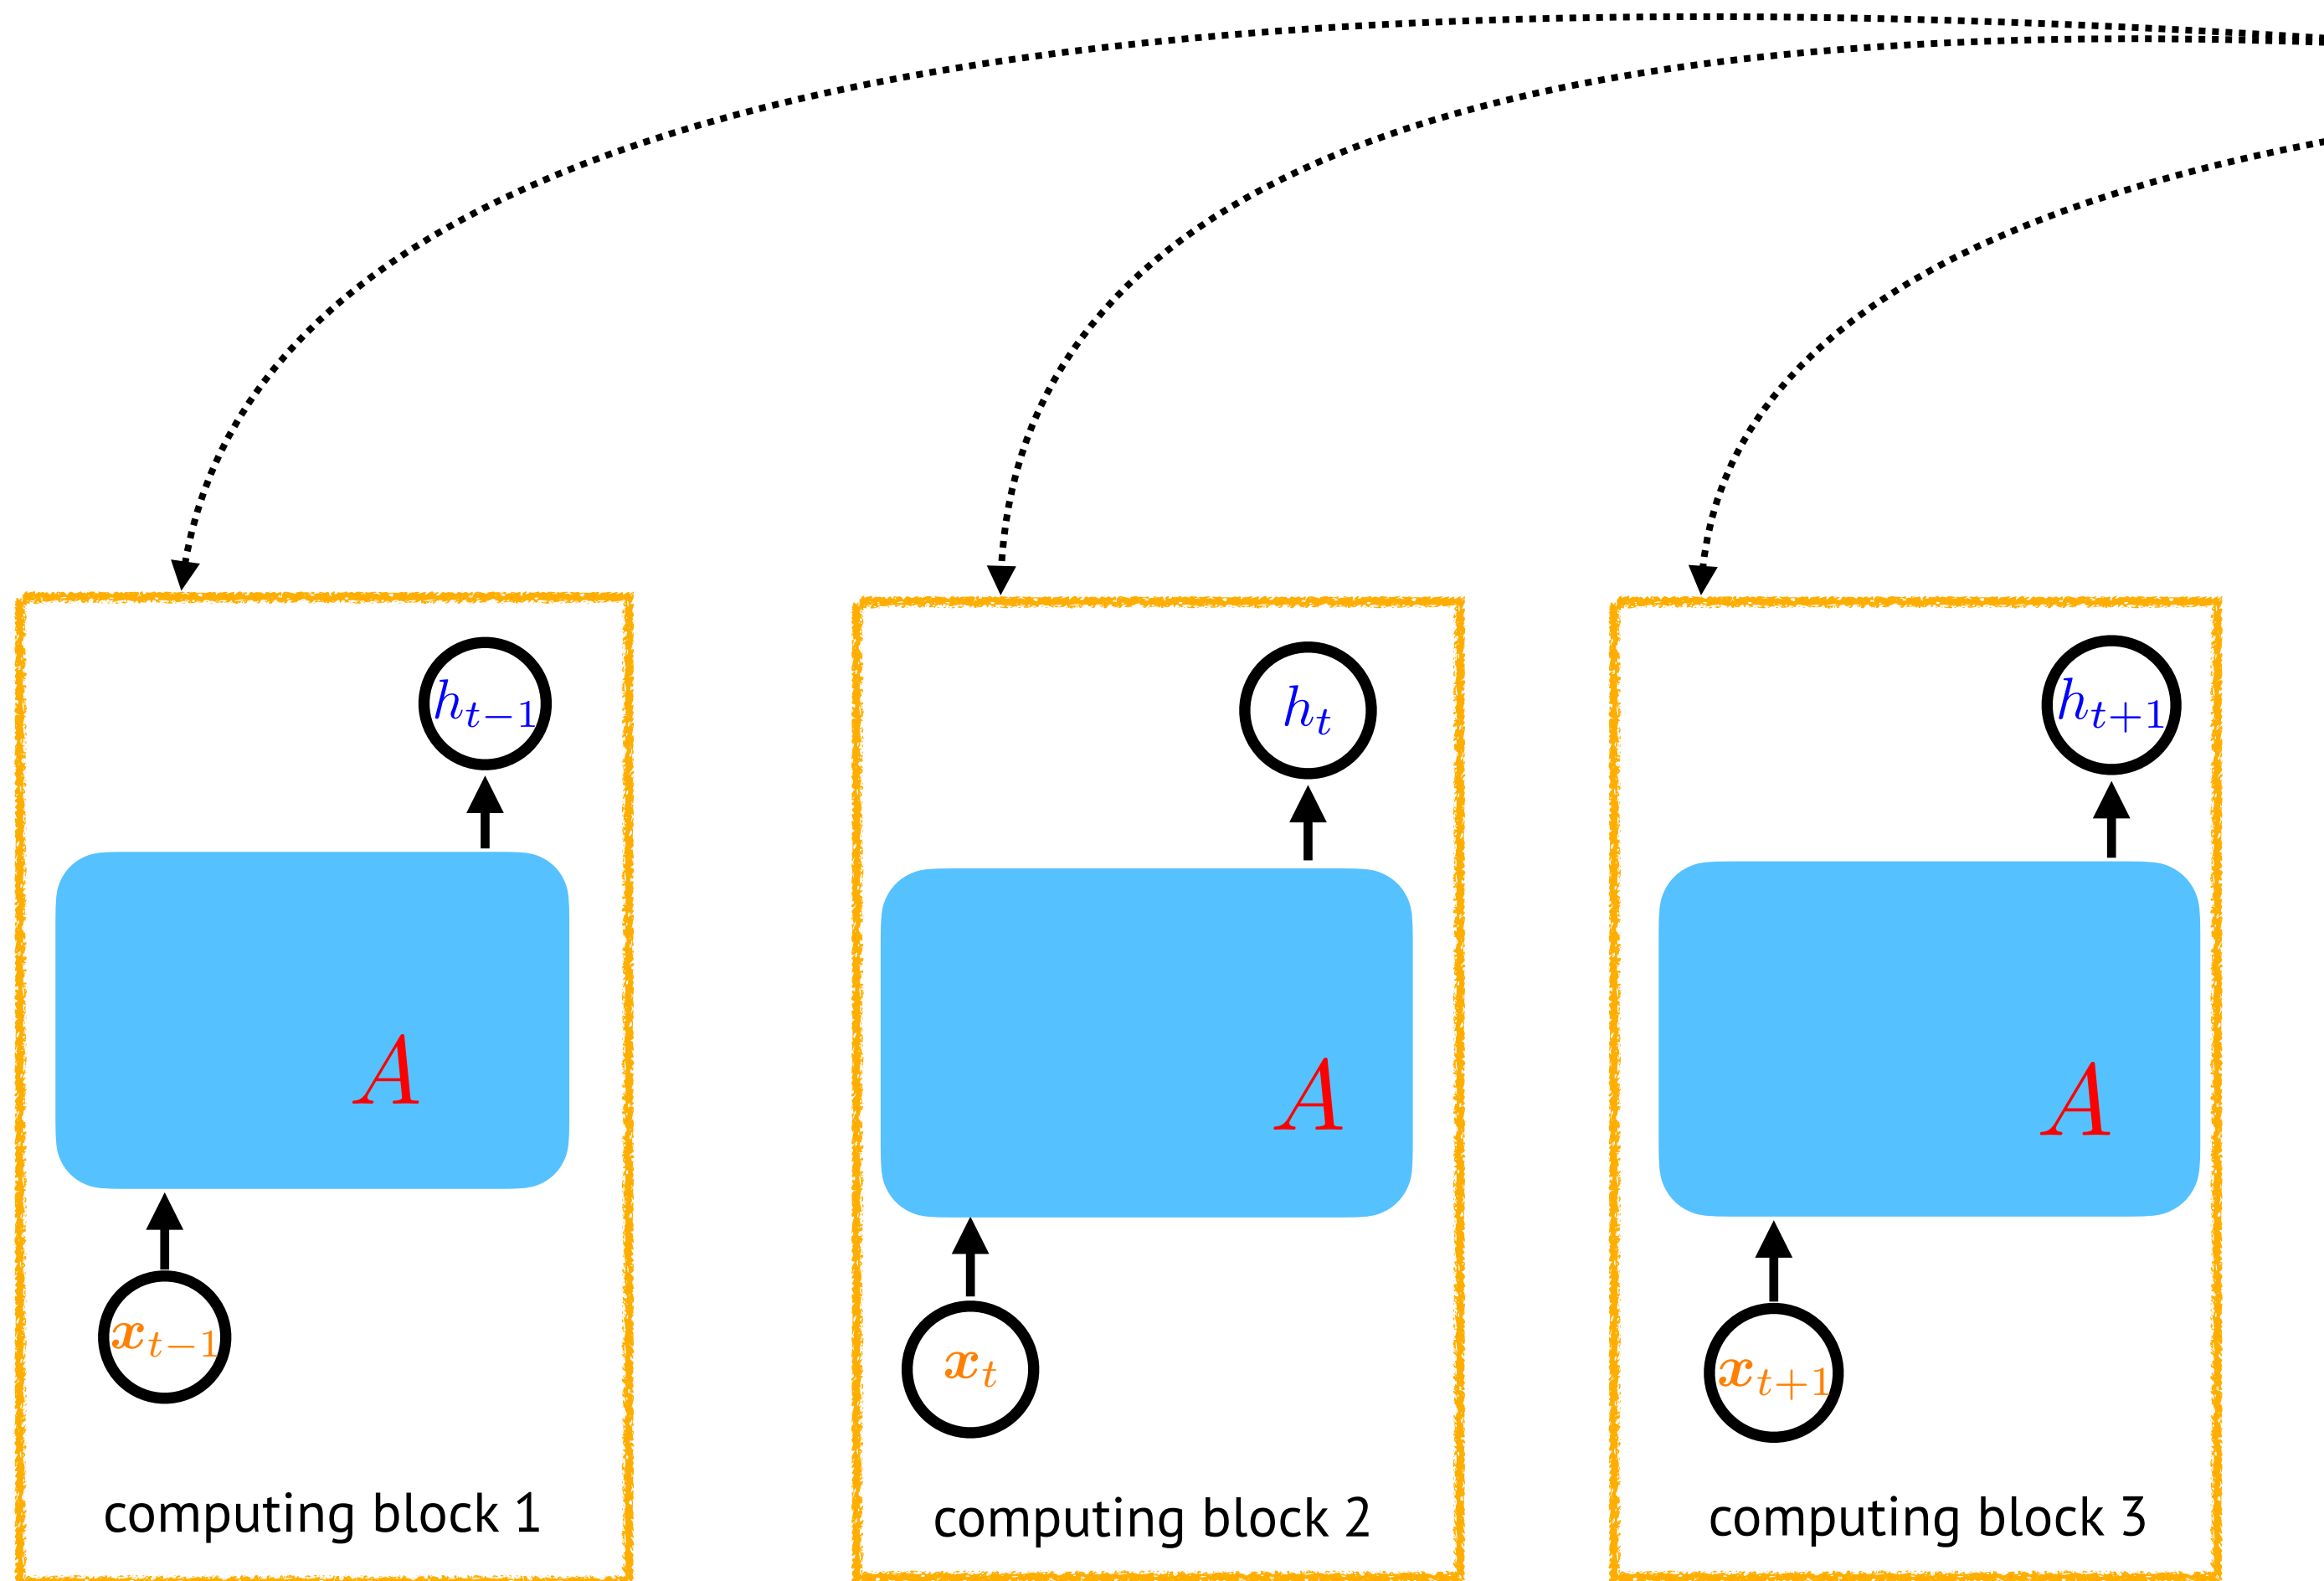 h_{t-1}
A
x_{t-1}
computing block 1
h_t
A
x_t
computing block 2
h_{t+1}
A
x_{t+1}
computing block 3